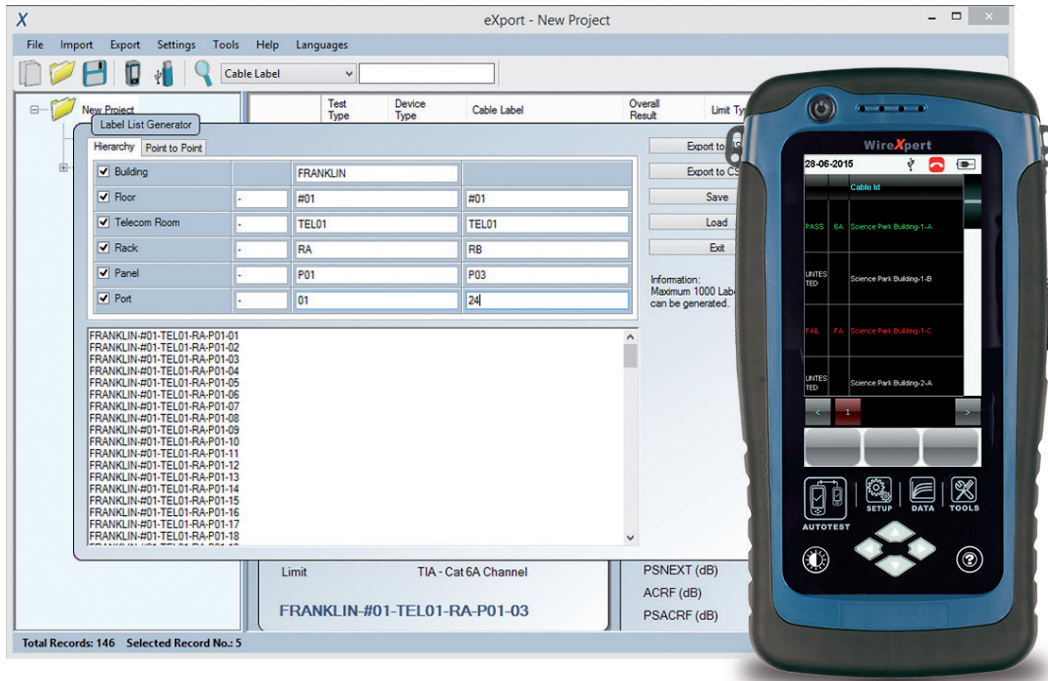 X eXport - New Project
File Import Export Settings Tools Help Languages
Cable Label
New Project
Test Type Device Type Cable Label Overall Result Limit Ty
Label List Generator
Hierarchy Point to Point
Building FRANKLIN
Floor - #01 #01
Telecom Room - TEL01 TEL01
Rack - RA RB
Panel - P01 P03
Port - 01 24
Export to
Export to CS
Save
Load
Exit
Information:
Maximum 1000 Lab
can be generated.
FRANKLIN-#01-TEL01-RA-P01-01
FRANKLIN-#01-TEL01-RA-P01-02
FRANKLIN-#01-TEL01-RA-P01-03
FRANKLIN-#01-TEL01-RA-P01-04
FRANKLIN-#01-TEL01-RA-P01-05
FRANKLIN-#01-TEL01-RA-P01-06
FRANKLIN-#01-TEL01-RA-P01-07
FRANKLIN-#01-TEL01-RA-P01-08
FRANKLIN-#01-TEL01-RA-P01-09
FRANKLIN-#01-TEL01-RA-P01-10
FRANKLIN-#01-TEL01-RA-P01-11
FRANKLIN-#01-TEL01-RA-P01-12
FRANKLIN-#01-TEL01-RA-P01-13
FRANKLIN-#01-TEL01-RA-P01-14
FRANKLIN-#01-TEL01-RA-P01-15
FRANKLIN-#01-TEL01-RA-P01-16
FRANKLIN-#01-TEL01-RA-P01-17
FRANKLIN-#01-TEL01-RA-P01-18
Limit TIA - Cat 6A Channel
FRANKLIN-#01-TEL01-RA-P01-03
PSNEXT (dB)
ACRF (dB)
PSACRF (dB)
Total Records: 146 Selected Record No.: 5
WireXpert
28-06-2015
Cable Id
PASS 6A Science Park Building-1-A
UNTES
TED Science Park Building-1-B
FAIL FA Science Park Building-1-C
UNTES
TED Science Park Building-2-A
< 1 >
AUTOTEST SETUP DATA TOOLS
?